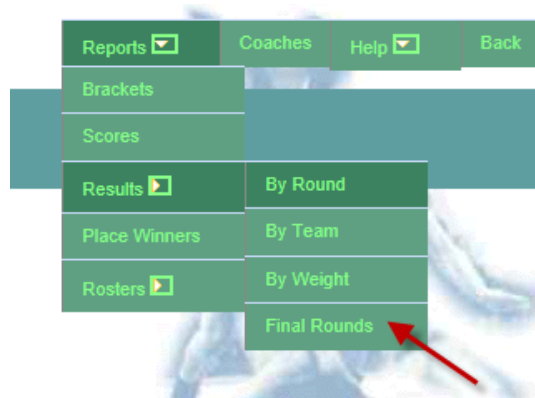 Reports Coaches Help Back
Brackets
Scores
Results By Round
Place Winners By Team
Rosters By Weight
Final Rounds